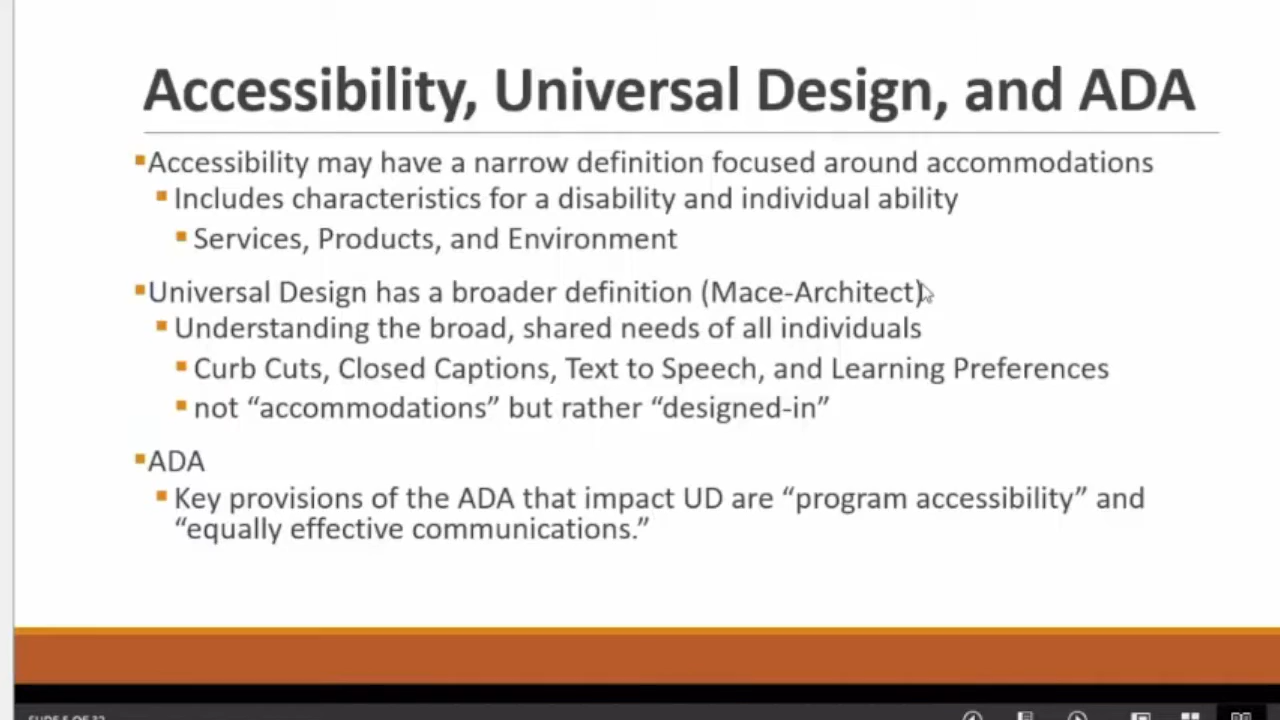 Accessibility, Universal Design, and ADA
Accessibility may have a narrow definition focused around accommodations
Includes characteristics for a disability and individual ability
Services, Products, and Environment
Universal Design has a broader definition (Mace-Architect)
Understanding the broad, shared needs of all individuals
Curb Cuts, Closed Captions, Text to Speech, and Learning Preferences
not “accommodations” but rather “designed-in”
ADA
Key provisions of the ADA that impact UD are “program accessibility” and
“equally effective communications.”